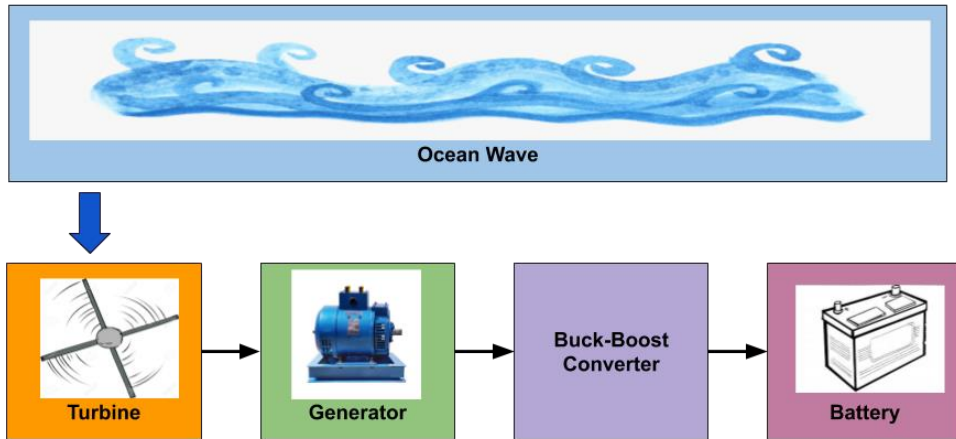 Ocean Wave
Turbine
Generator
Buck-Boost
Converter
Battery